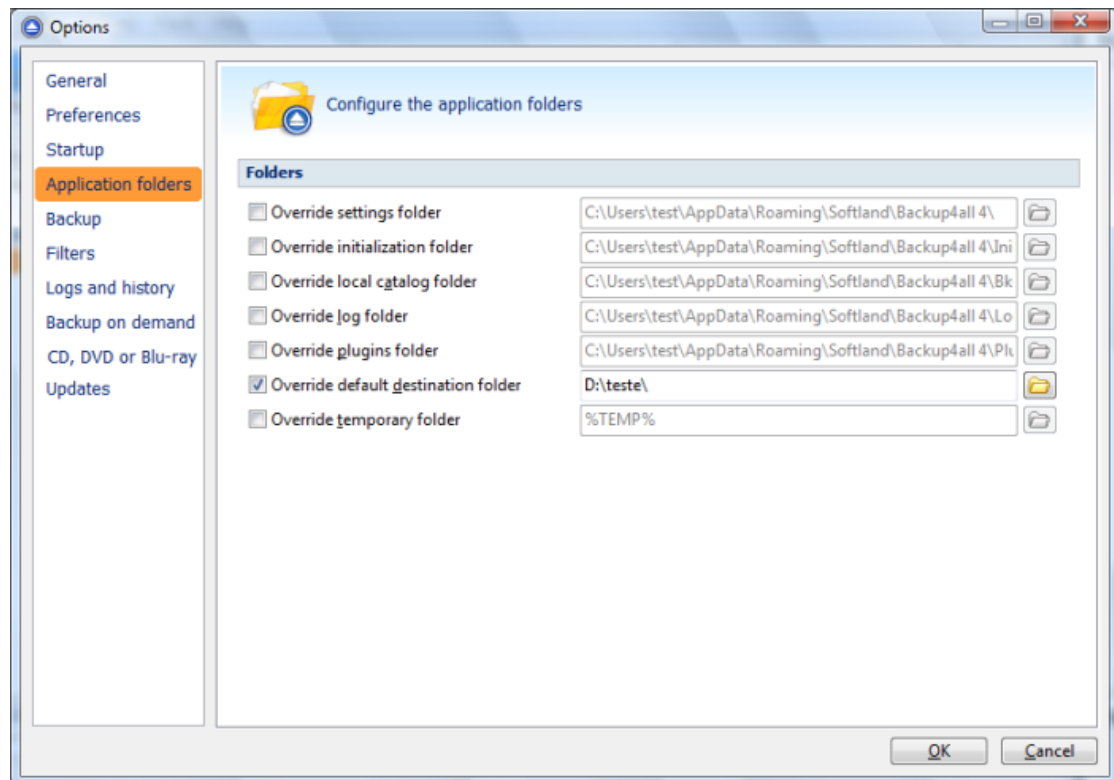 Options
General
Preferences
Startup
Application folders
Backup
Filters
Logs and history
Backup on demand
CD, DVD or Blu-ray
Updates
Configure the application folders
Folders
Override settings folder C:\Users\test\AppData\Roaming\Softland\Backup4all 4\
Override initialization folder C:\Users\test\AppData\Roaming\Softland\Backup4all 4\Ini
Override local catalog folder C:\Users\test\AppData\Roaming\Softland\Backup4all 4\Bk
Override log folder C:\Users\test\AppData\Roaming\Softland\Backup4all 4\Lo
Override plugins folder C:\Users\test\AppData\Roaming\Softland\Backup4all 4\Plu
Override default destination folder D:\teste\
Override temporary folder %TEMP%
OK Cancel